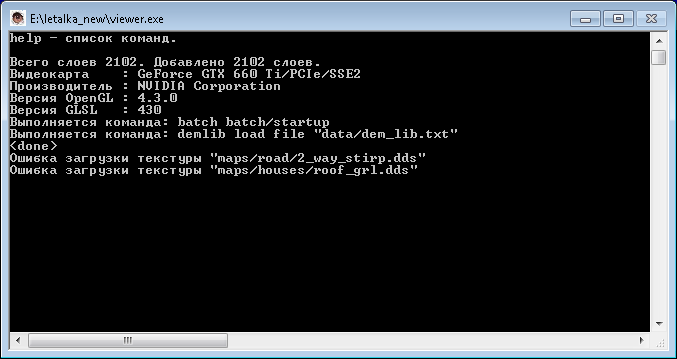 E:\letalka_new\viewer.exe
help - список команд.
Всего слоев 2102. Добавлено 2102 слоев.
Видеокарта    : GeForce GTX 660 Ti/PCIe/SSE2
Производитель : NVIDIA Corporation
Версия OpenGL : 4.3.0
Версия GLSL   : 430
Выполняется команда: batch batch/startup
Выполняется команда: demlib load file "data/dem_lib.txt"
<done>
Ошибка загрузки текстуры "maps/road/2_way_stirp.dds"
Ошибка загрузки текстуры "maps/houses/roof_grl.dds"